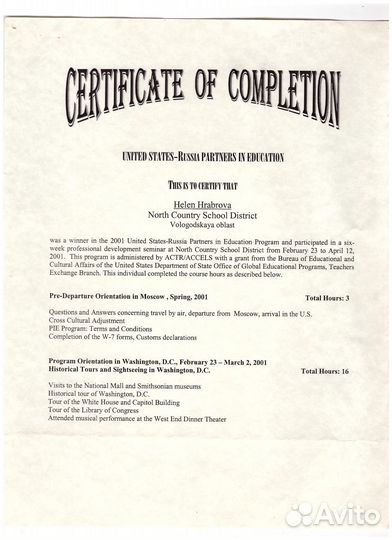 CERTIFICATE OF COMPLETION
UNITED STATES–RUSSIA PARTNERS IN EDUCATION
THIS IS TO CERTIFY THAT
Helen Hrabrova
North Country School District
Vologodskaya oblast
was a winner in the 2001 United States-Russia Partners in Education Program and participated in a six-
week professional development seminar at North Country School District from February 23 to April 12,
2001. This program is administered by ACTR/ACCELS with a grant from the Bureau of Educational and
Cultural Affairs of the United States Department of State Office of Global Educational Programs, Teachers
Exchange Branch. This individual completed the course hours as described below.
Pre-Departure Orientation in Moscow , Spring, 2001 Total Hours: 3
Questions and Answers concerning travel by air, departure from Moscow, arrival in the U.S.
Cross Cultural Adjustment
PIE Program: Terms and Conditions
Completion of the W-7 forms, Customs declarations
Program Orientation in Washington, D.C., February 23 – March 2, 2001
Historical Tours and Sightseeing in Washington, D.C. Total Hours: 16
Visits to the National Mall and Smithsonian museums
Historical tour of Washington, D.C.
Tour of the White House and Capitol Building
Tour of the Library of Congress
Attended musical performance at the West End Dinner Theater
Avito